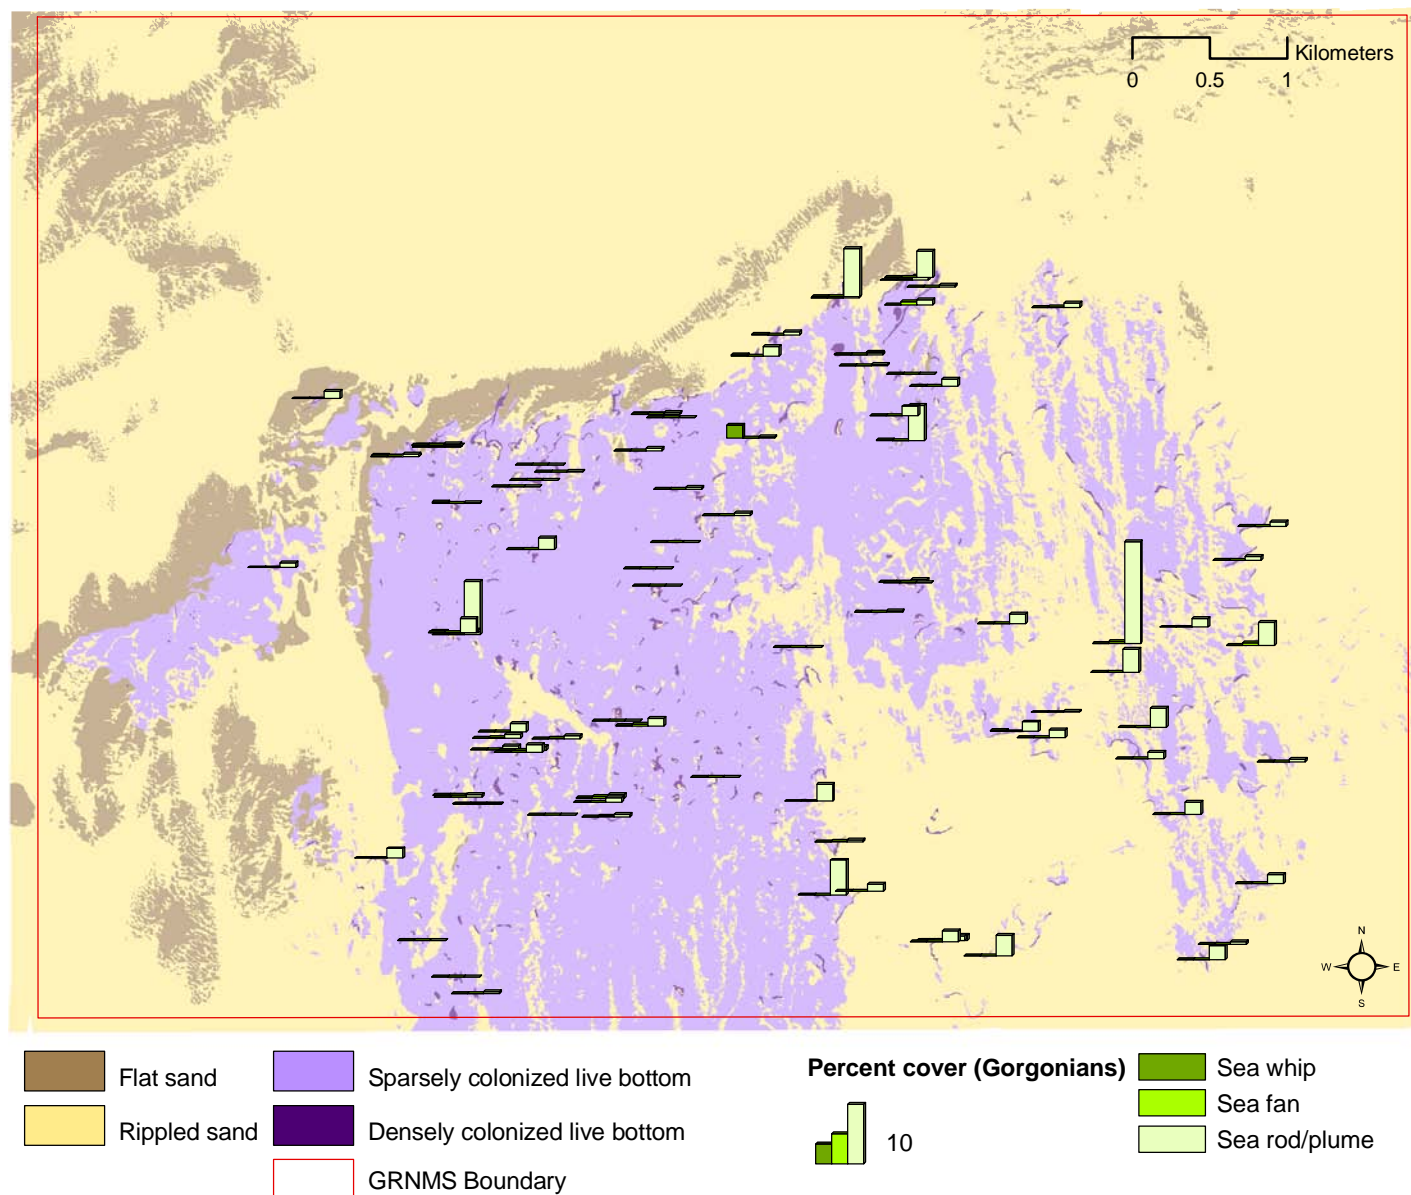 Kilometers
0 0.5 1
N
W E
S
Flat sand
Rippled sand
Sparsely colonized live bottom
Densely colonized live bottom
GRNMS Boundary
Percent cover (Gorgonians)
10
Sea whip
Sea fan
Sea rod/plume